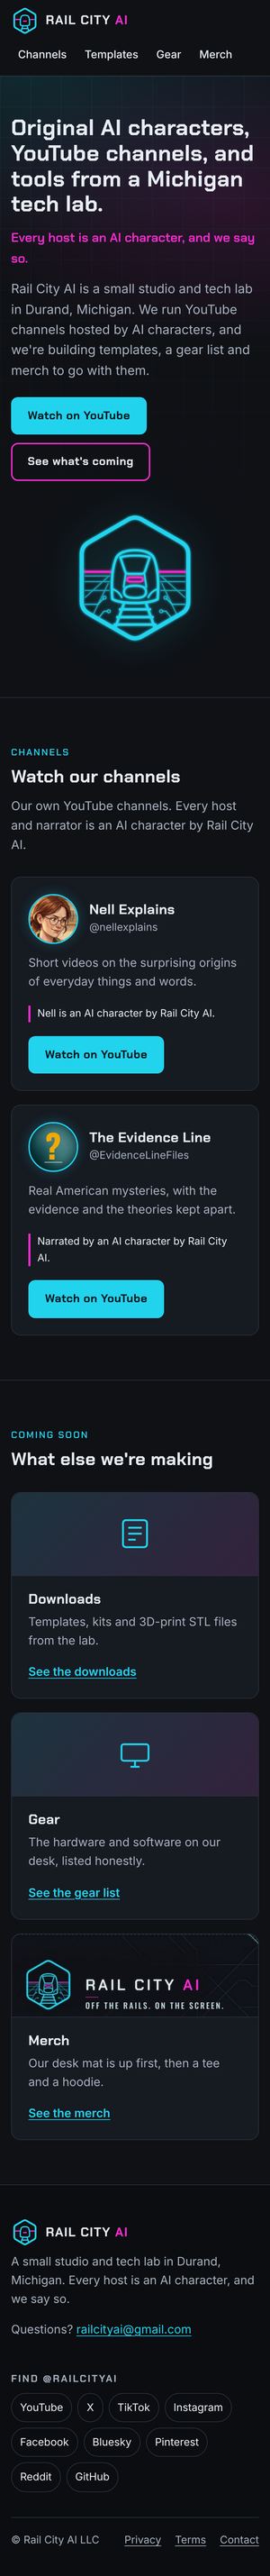 RAIL CITY AI
Channels Templates Gear Merch
Original AI characters,
YouTube channels, and
tools from a Michigan
tech lab.
Every host is an AI character, and we say
so.
Rail City AI is a small studio and tech lab
in Durand, Michigan. We run YouTube
channels hosted by AI characters, and
we're building templates, a gear list and
merch to go with them.
Watch on YouTube
See what's coming
CHANNELS
Watch our channels
Our own YouTube channels. Every host
and narrator is an AI character by Rail City
AI.
Nell Explains
@nellexplains
Short videos on the surprising origins
of everyday things and words.
Nell is an AI character by Rail City AI.
Watch on YouTube
?
The Evidence Line
@EvidenceLineFiles
Real American mysteries, with the
evidence and the theories kept apart.
Narrated by an AI character by Rail City
AI.
Watch on YouTube
COMING SOON
What else we're making
Downloads
Templates, kits and 3D-print STL files
from the lab.
See the downloads
Gear
The hardware and software on our
desk, listed honestly.
See the gear list
RAIL CITY AI
OFF THE RAILS. ON THE SCREEN.
Merch
Our desk mat is up first, then a tee
and a hoodie.
See the merch
RAIL CITY AI
A small studio and tech lab in Durand,
Michigan. Every host is an AI character, and
we say so.
Questions? railcityai@gmail.com
FIND @RAILCITYAI
YouTube X TikTok Instagram
Facebook Bluesky Pinterest
Reddit GitHub
© Rail City AI LLC Privacy Terms Contact